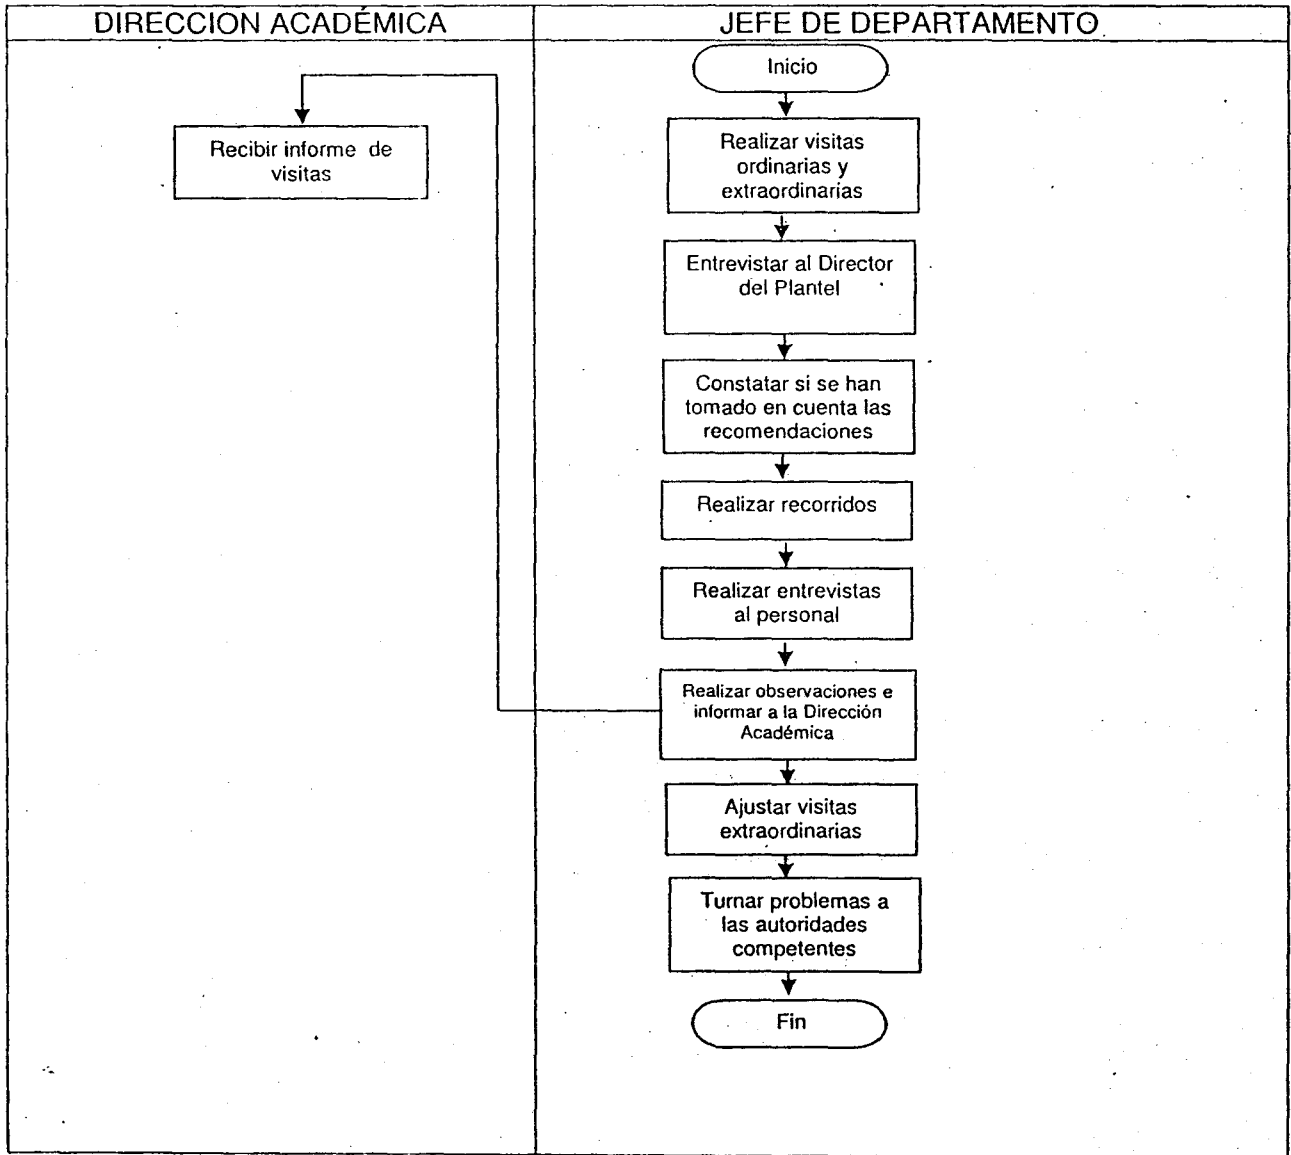 DIRECCION ACADÉMICA
JEFE DE DEPARTAMENTO
Recibir informe de
visitas
Inicio
Realizar visitas
ordinarias y
extraordinarias
Entrevistar al Director
del Plantel
Constatar si se han
tomado en cuenta las
recomendaciones
Realizar recorridos
Realizar entrevistas
al personal
Realizar observaciones e
informar a la Dirección
Académica
Ajustar visitas
extraordinarias
Turnar problemas a
las autoridades
competentes
Fin